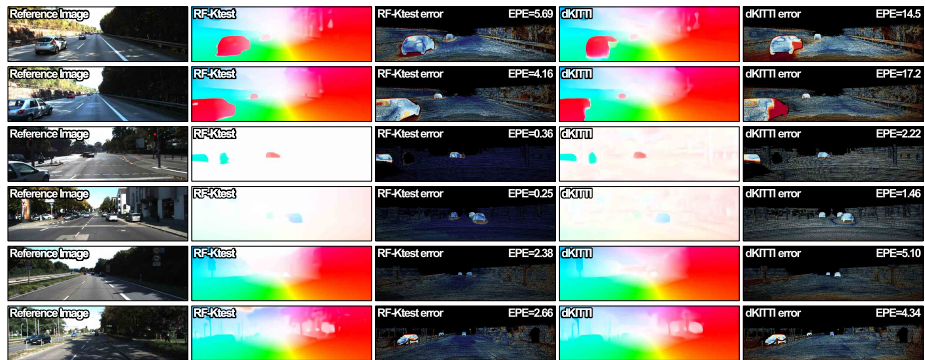 Reference Image RF-Ktest RF-Ktest error EPE=5.69 dKITTI dKITTI error EPE=14.5
Reference Image RF-Ktest RF-Ktest error EPE=4.16 dKITTI dKITTI error EPE=17.2
Reference Image RF-Ktest RF-Ktest error EPE=0.36 dKITTI dKITTI error EPE=2.22
Reference Image RF-Ktest RF-Ktest error EPE=0.25 dKITTI dKITTI error EPE=1.46
Reference Image RF-Ktest RF-Ktest error EPE=2.38 dKITTI dKITTI error EPE=5.10
Reference Image RF-Ktest RF-Ktest error EPE=2.66 dKITTI dKITTI error EPE=4.34